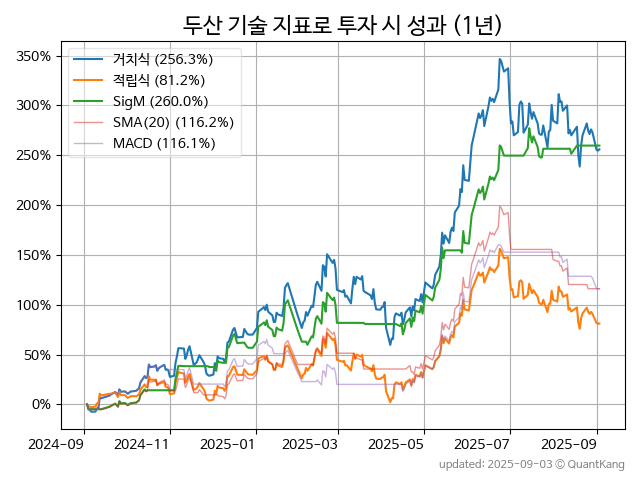 두산 기술 지표로 투자 시 성과 (1년)
거치식 (256.3%)
적립식 (81.2%)
SigM (260.0%)
SMA(20) (116.2%)
MACD (116.1%)
350%
300%
250%
200%
150%
100%
50%
0%
2024-09 2024-11 2025-01 2025-03 2025-05 2025-07 2025-09
updated: 2025-09-03 © QuantKang